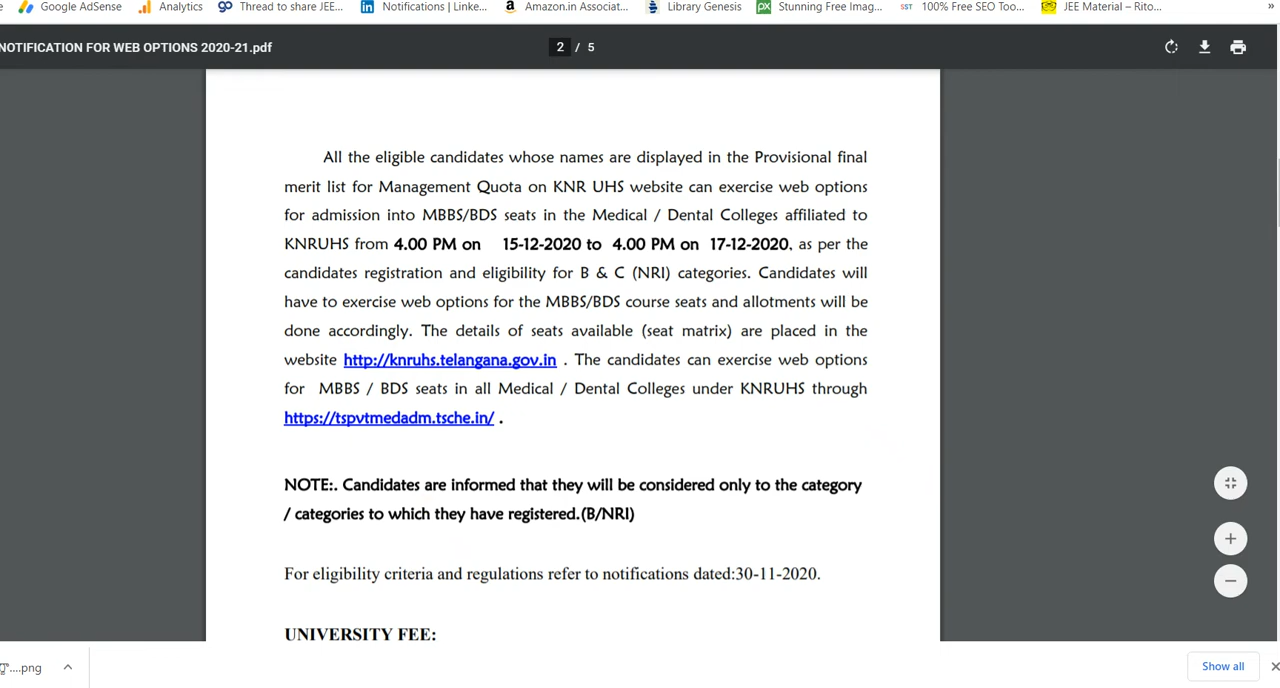 Google AdSense Analytics Thread to share JEE... Notifications | Linke... Amazon.in Associat... Library Genesis px Stunning Free Imag... SST 100% Free SEO Too... JEE Material – Rito... »
NOTIFICATION FOR WEB OPTIONS 2020-21.pdf 2 / 5
All the eligible candidates whose names are displayed in the Provisional final
merit list for Management Quota on KNR UHS website can exercise web options
for admission into MBBS/BDS seats in the Medical / Dental Colleges affiliated to
KNRUHS from 4.00 PM on 15-12-2020 to 4.00 PM on 17-12-2020, as per the
candidates registration and eligibility for B & C (NRI) categories. Candidates will
have to exercise web options for the MBBS/BDS course seats and allotments will be
done accordingly. The details of seats available (seat matrix) are placed in the
website http://knruhs.telangana.gov.in . The candidates can exercise web options
for MBBS / BDS seats in all Medical / Dental Colleges under KNRUHS through
https://tspvtmedadm.tsche.in/ .
NOTE:. Candidates are informed that they will be considered only to the category
/ categories to which they have registered.(B/NRI)
For eligibility criteria and regulations refer to notifications dated:30-11-2020.
UNIVERSITY FEE:
....png Show all